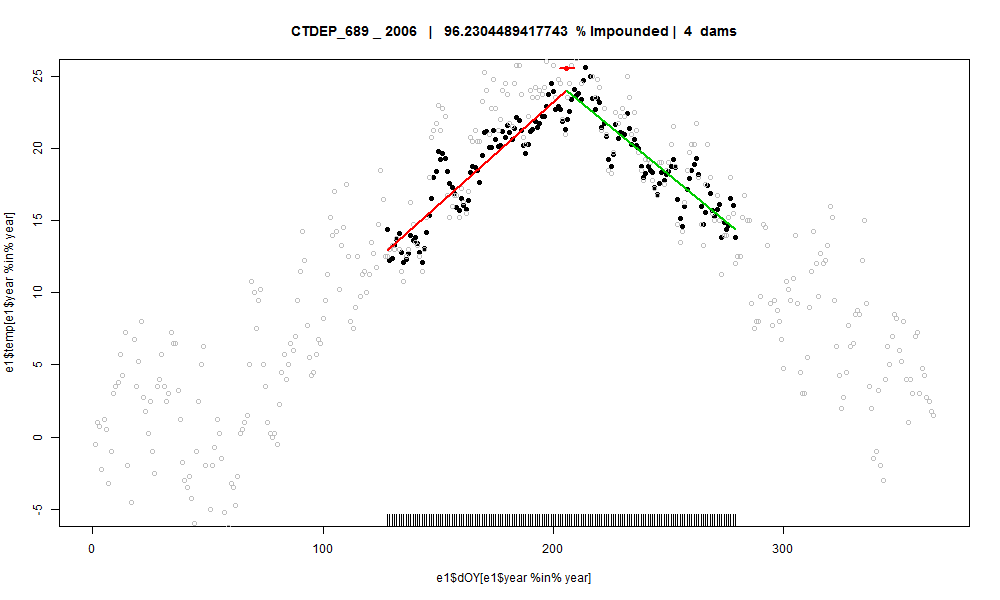 CTDEP_689 _ 2006 | 96.2304489417743 % Impounded | 4 dams
e1$temp[e1$year %in% year]
25
20
15
10
5
0
-5
0 100 200 300
e1$dOY[e1$year %in% year]